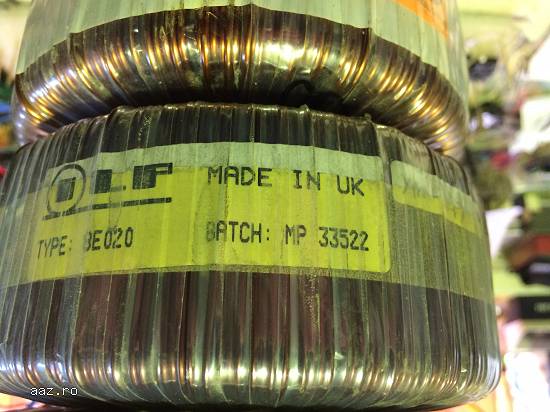 ILP MADE IN UK
TYPE: BE020 BATCH: MP 33522
aaz.ro